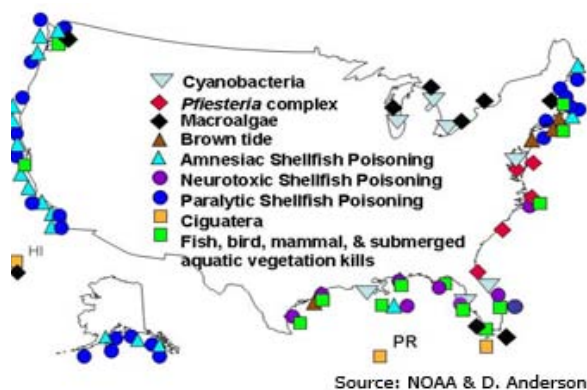 Cyanobacteria
Pfiesteria complex
Macroalgae
Brown tide
Amnesiac Shellfish Poisoning
Neurotoxic Shellfish Poisoning
Paralytic Shellfish Poisoning
Ciguatera
Fish, bird, mammal, & submerged
aquatic vegetation kills
HI
PR
Source: NOAA & D. Anderson